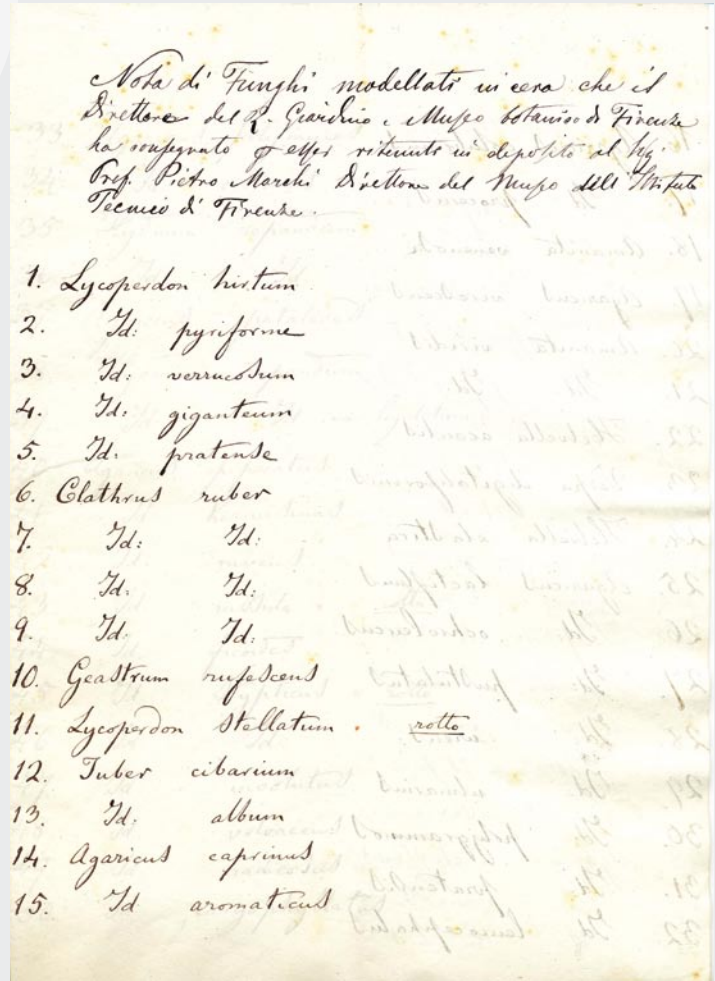 Nota di Funghi modellati in cera che il
Direttore del R. Giardino e Museo botanico di Firenze
ha consegnato esser ritenuti in deposito al Sig.
Prof. Pietro Marchi Direttore del Museo dell'Istituto
Tecnico di Firenze.
1. Lycoperdon hirtum
2. Id: pyriforme
3. Id: verrucosum
4. Id: giganteum
5. Id: pratense
6. Clathrus ruber
7. Id: Id:
8. Id: Id:
9. Id: Id:
10. Geastrum rufescens
11. Lycoperdon stellatum. rotto
12. Tuber cibarium
13. Id: album
14. Agaricus caprinus
15. Id aromaticus